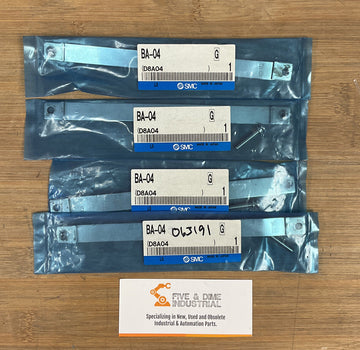 BA-04 G
(D8A04 ) 1
SMC
BA-04 G
(D8A04 ) 1
SMC
BA-04 G
(D8A04 ) 1
SMC
BA-04 063191 G
(D8A04 ) 1
SMC
FIVE & DIME
INDUSTRIAL
Specializing in New, Used and Obsolete
Industrial & Automation Parts.